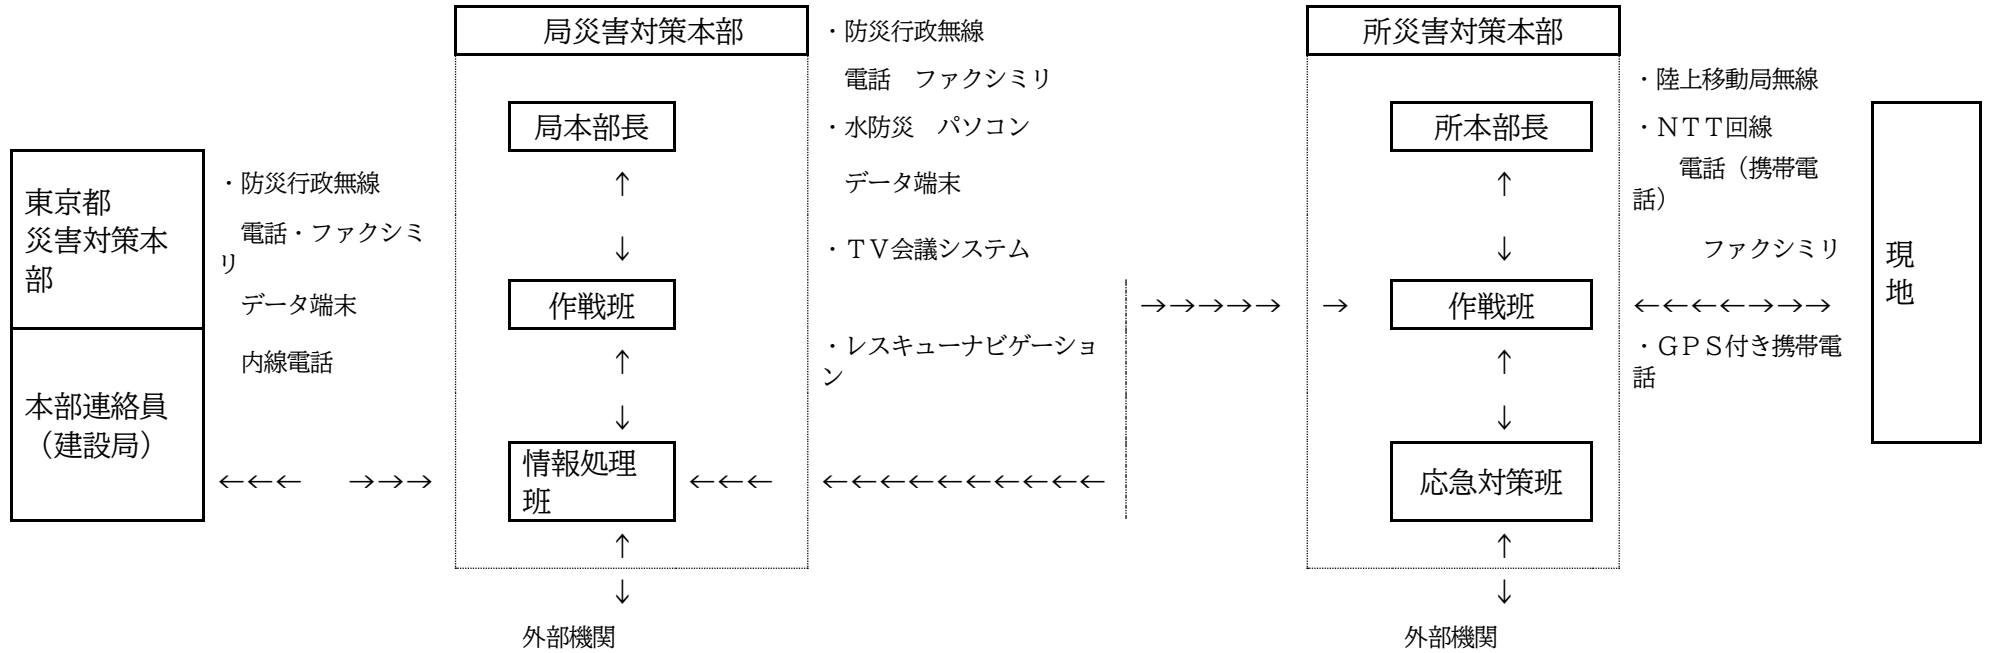 局災害対策本部
局本部長
↑
↓
作戦班
↑
↓
情報処理
班
↑
↓
外部機関
東京都
災害対策本
部
本部連絡員
（建設局）
・防災行政無線
電話・ファクシミ
リ
データ端末
内線電話
←←← →→→
・防災行政無線
電話　ファクシミリ
・水防災　パソコン
データ端末
・ＴＶ会議システム
・レスキューナビゲーショ
ン
←←← ←←←←←←←←←←
→→→→→ →
所災害対策本部
所本部長
↑
↓
作戦班
↑
↓
応急対策班
↑
↓
外部機関
・陸上移動局無線
・ＮＴＴ回線
電話（携帯電
話）
ファクシミリ
←←←←→→→
・ＧＰＳ付き携帯電
話
現
地